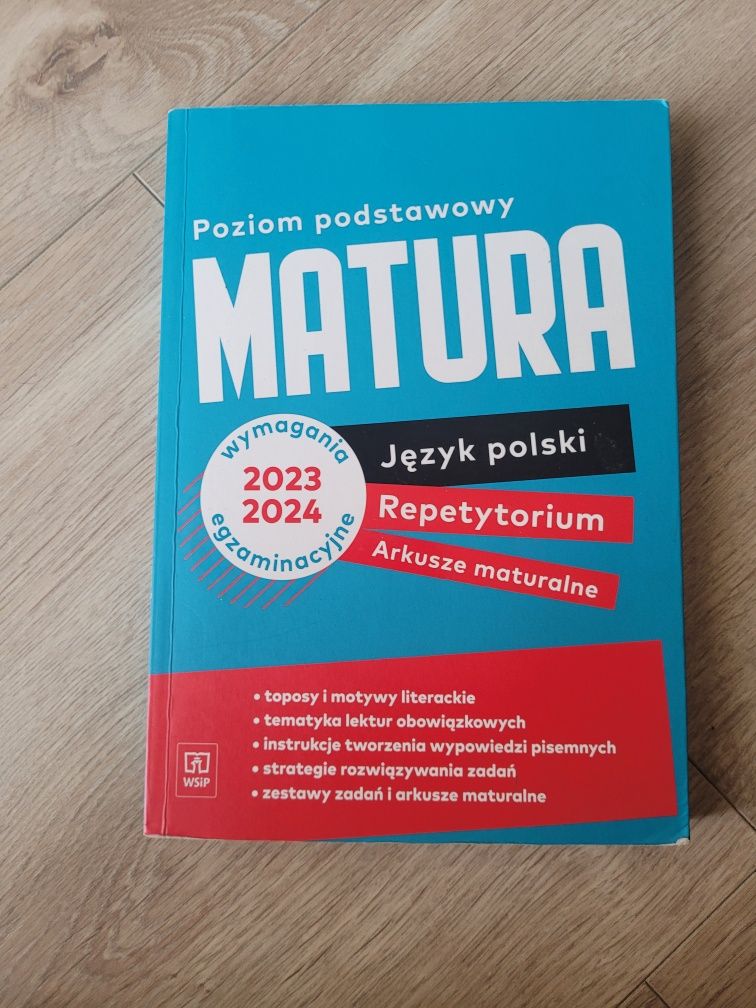 Poziom podstawowy
MATURA
wymagania
2023
2024
egzaminacyjne
Język polski
Repetytorium
Arkusze maturalne
• toposy i motywy literackie
• tematyka lektur obowiązkowych
• instrukcje tworzenia wypowiedzi pisemnych
• strategie rozwiązywania zadań
• zestawy zadań i arkusze maturalne
WSiP